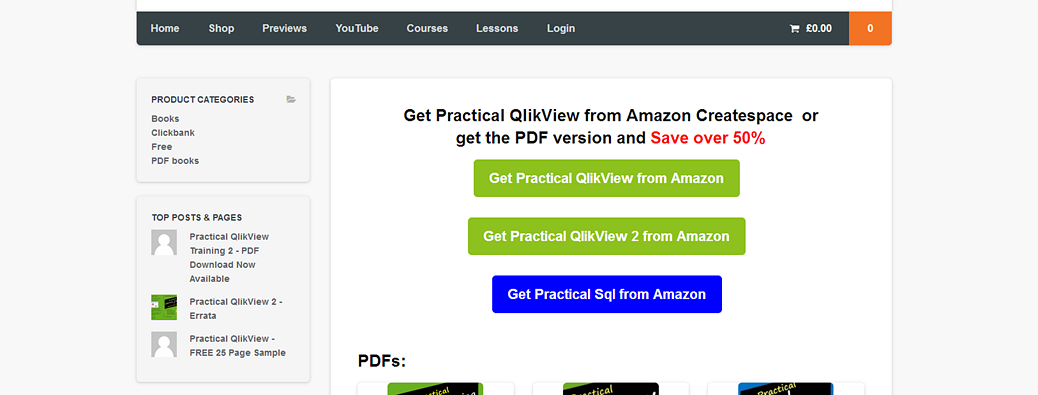 Home Shop Previews YouTube Courses Lessons Login £0.00 0
PRODUCT CATEGORIES
Books
Clickbank
Free
PDF books
TOP POSTS & PAGES
Practical QlikView
Training 2 - PDF
Download Now
Available
Practical QlikView 2 -
Errata
Practical QlikView -
FREE 25 Page Sample
Get Practical QlikView from Amazon Createspace or
get the PDF version and Save over 50%
Get Practical QlikView from Amazon
Get Practical QlikView 2 from Amazon
Get Practical Sql from Amazon
PDFs:
Practical
Practical
Practical